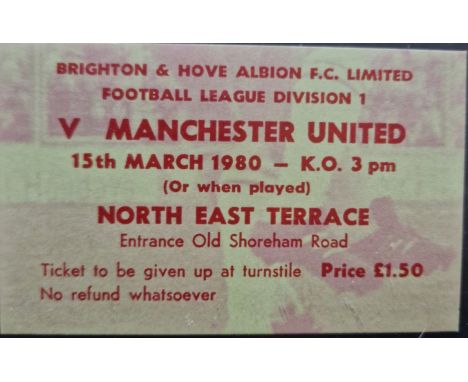 BRIGHTON & HOVE ALBION F.C. LIMITED
FOOTBALL LEAGUE DIVISION 1
V MANCHESTER UNITED
15th MARCH 1980 – K.O. 3 pm
(Or when played)
NORTH EAST TERRACE
Entrance Old Shoreham Road
Ticket to be given up at turnstile Price £1.50
No refund whatsoever